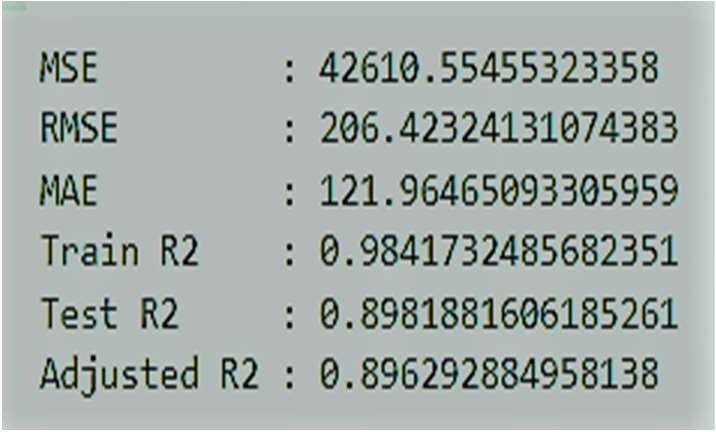 MSE : 42610.55455323358
RMSE : 206.42324131074383
MAE : 121.96465093305959
Train R2 : 0.9841732485682351
Test R2 : 0.8981881606185261
Adjusted R2 : 0.896292884958138